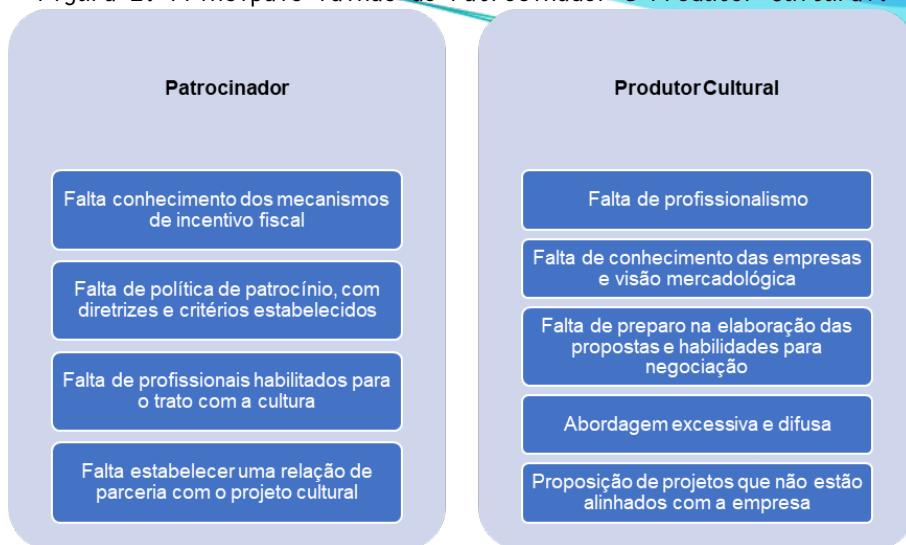 Patrocinador
Falta conhecimento dos mecanismos
de incentivo fiscal
Falta de política de patrocínio, com
diretrizes e critérios estabelecidos
Falta de profissionais habilitados para
o trato com a cultura
Falta estabelecer uma relação de
parceria com o projeto cultural
Produtor Cultural
Falta de profissionalismo
Falta de conhecimento das empresas
e visão mercadológica
Falta de preparo na elaboração das
propostas e habilidades para
negociação
Abordagem excessiva e difusa
Proposição de projetos que não estão
alinhados com a empresa